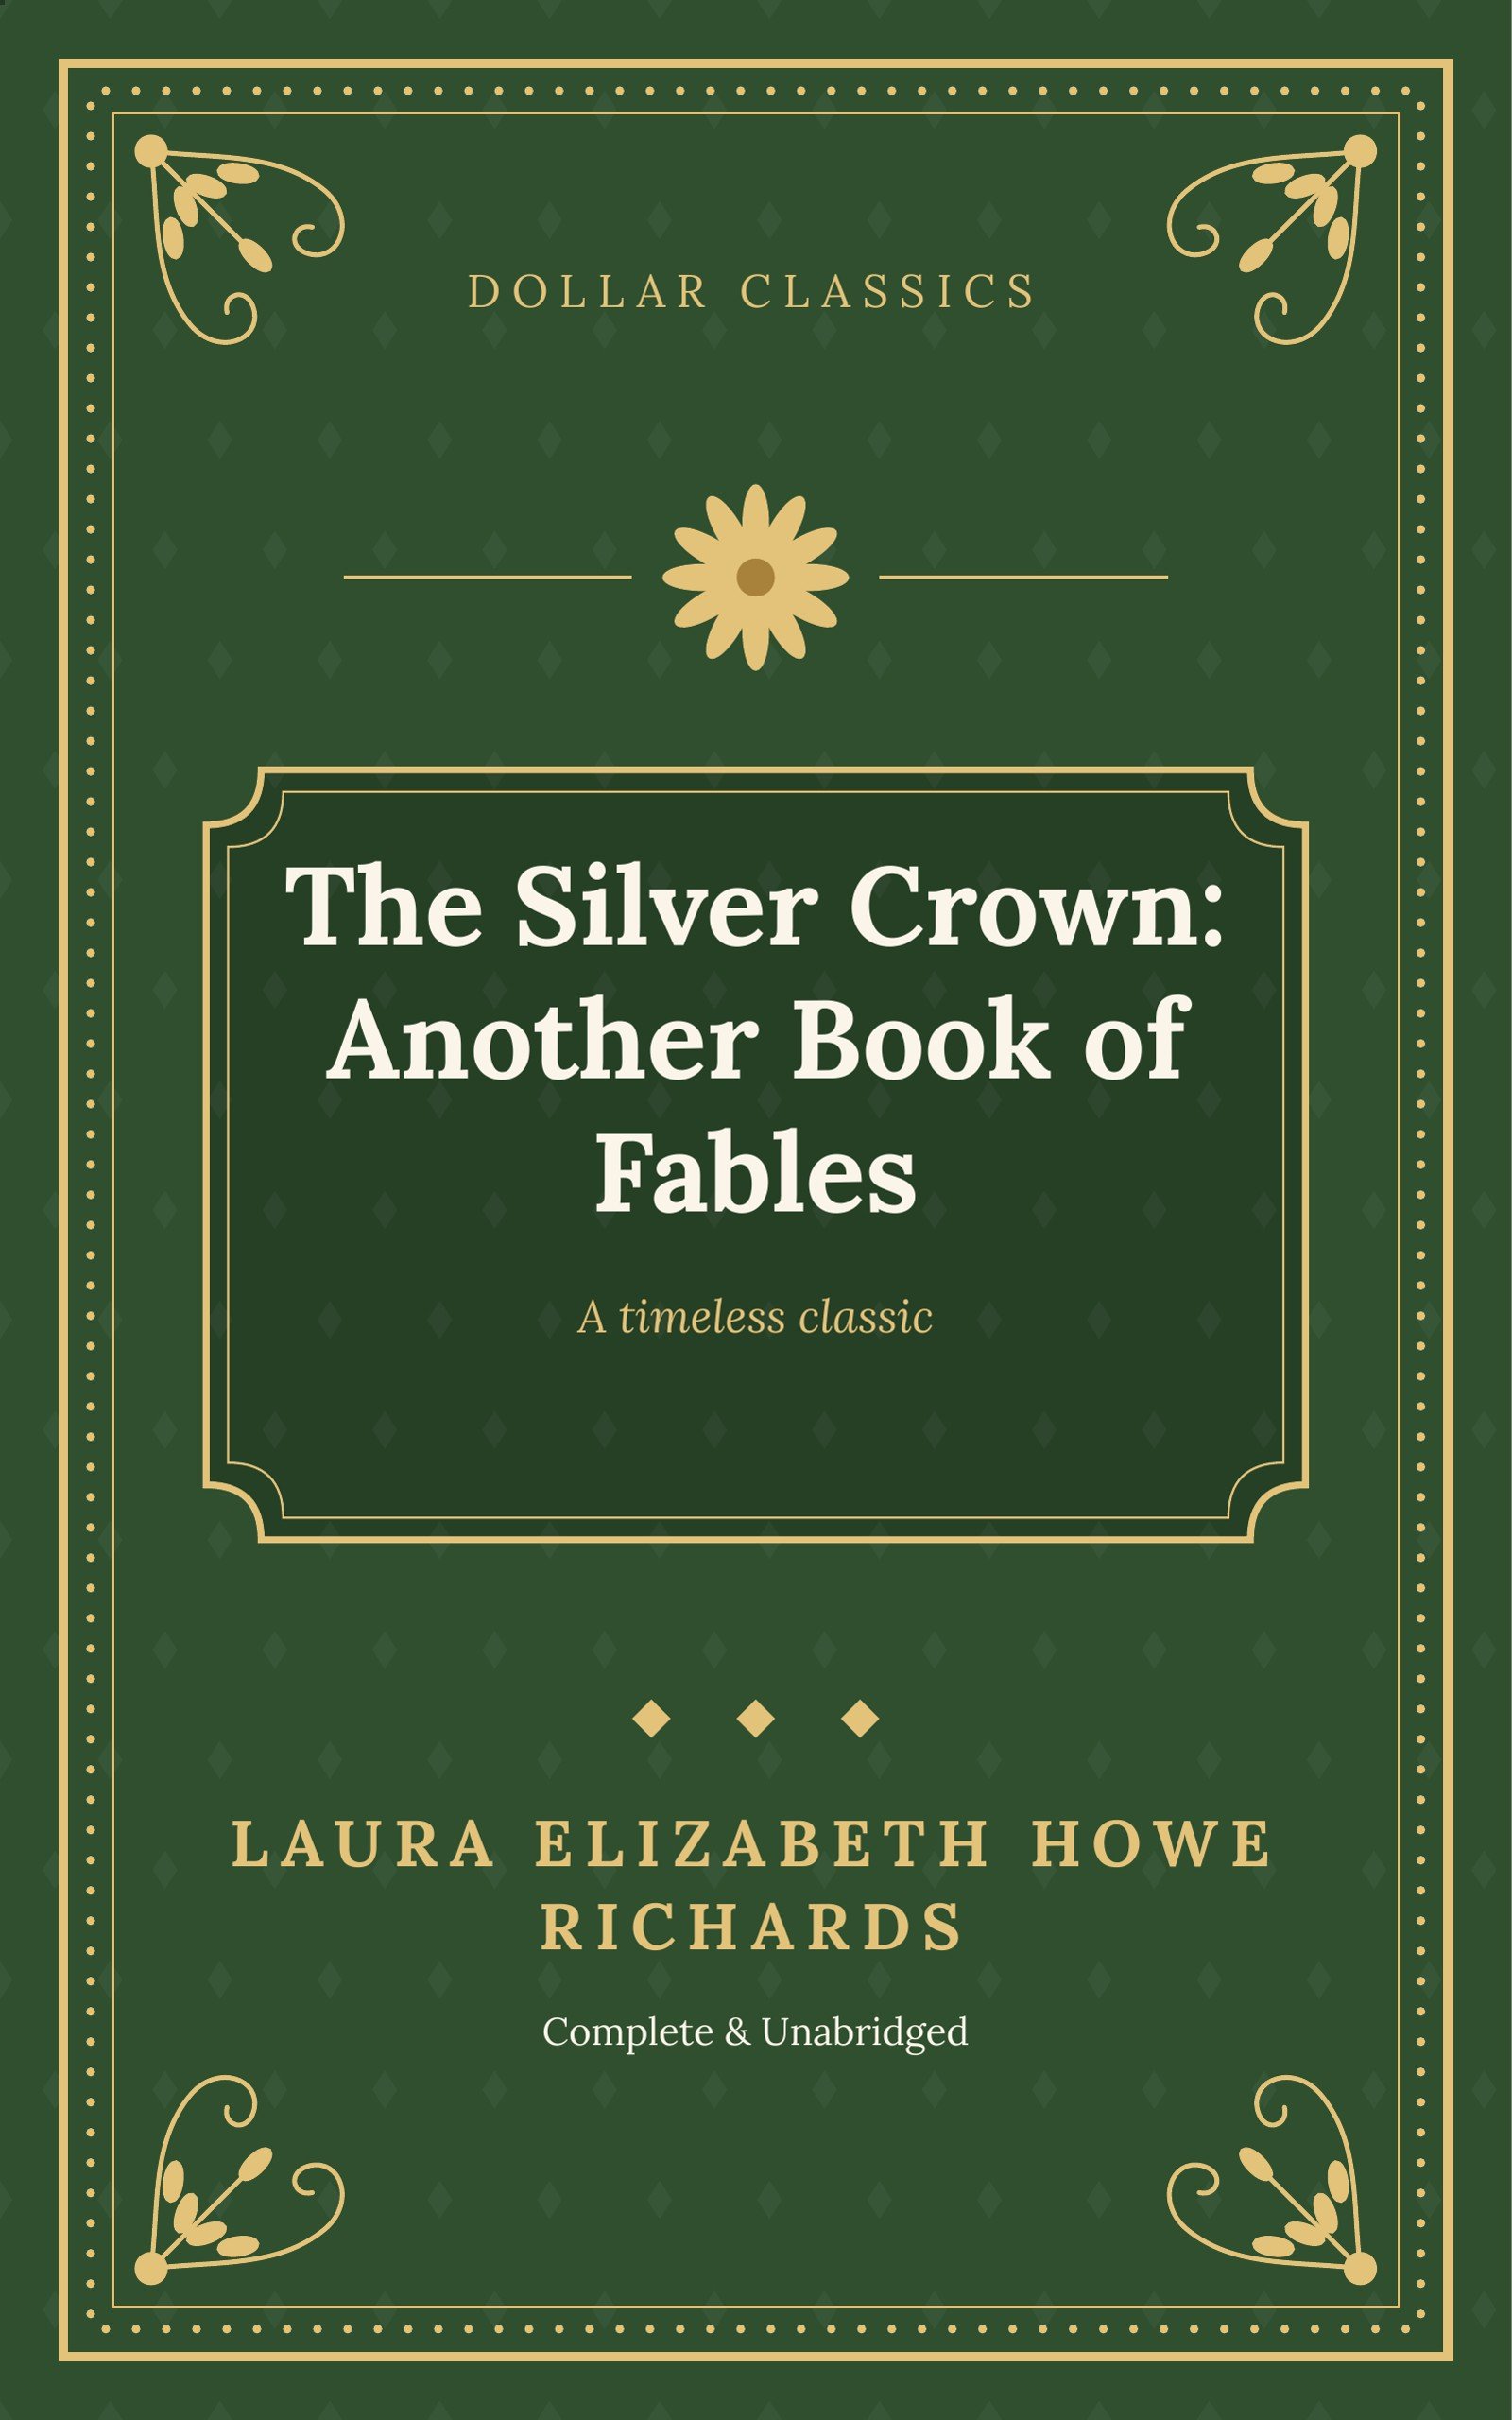 DOLLAR CLASSICS
The Silver Crown:
Another Book of
Fables
A timeless classic
LAURA ELIZABETH HOWE
RICHARDS
Complete & Unabridged